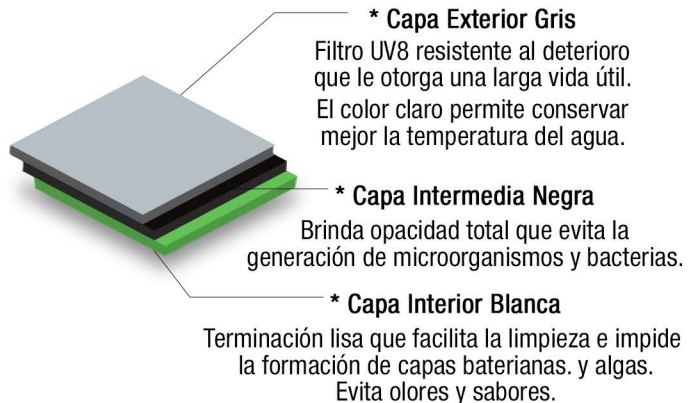 * Capa Exterior Gris
Filtro UV8 resistente al deterioro
que le otorga una larga vida útil.
El color claro permite conservar
mejor la temperatura del agua.
* Capa Intermedia Negra
Brinda opacidad total que evita la
generación de microorganismos y bacterias.
* Capa Interior Blanca
Terminación lisa que facilita la limpieza e impide
la formación de capas baterianas. y algas.
Evita olores y sabores.